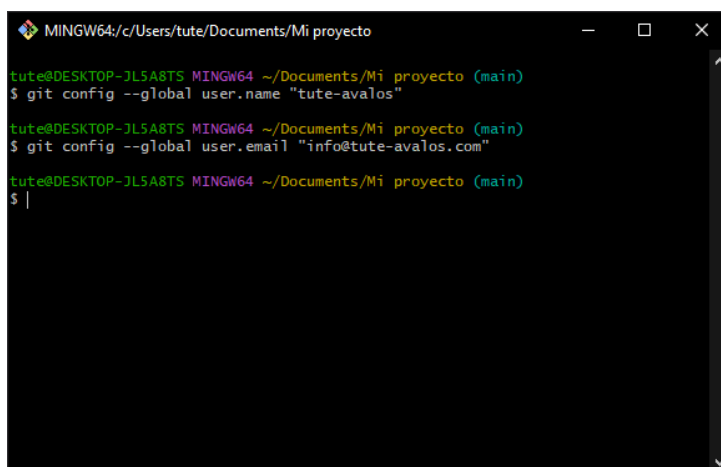 MINGW64:/c/Users/tute/Documents/Mi proyecto
tute@DESKTOP-JL5A8TS MINGW64 ~/Documents/Mi proyecto (main)
$ git config --global user.name "tute-avalos"
tute@DESKTOP-JL5A8TS MINGW64 ~/Documents/Mi proyecto (main)
$ git config --global user.email "info@tute-avalos.com"
tute@DESKTOP-JL5A8TS MINGW64 ~/Documents/Mi proyecto (main)
$